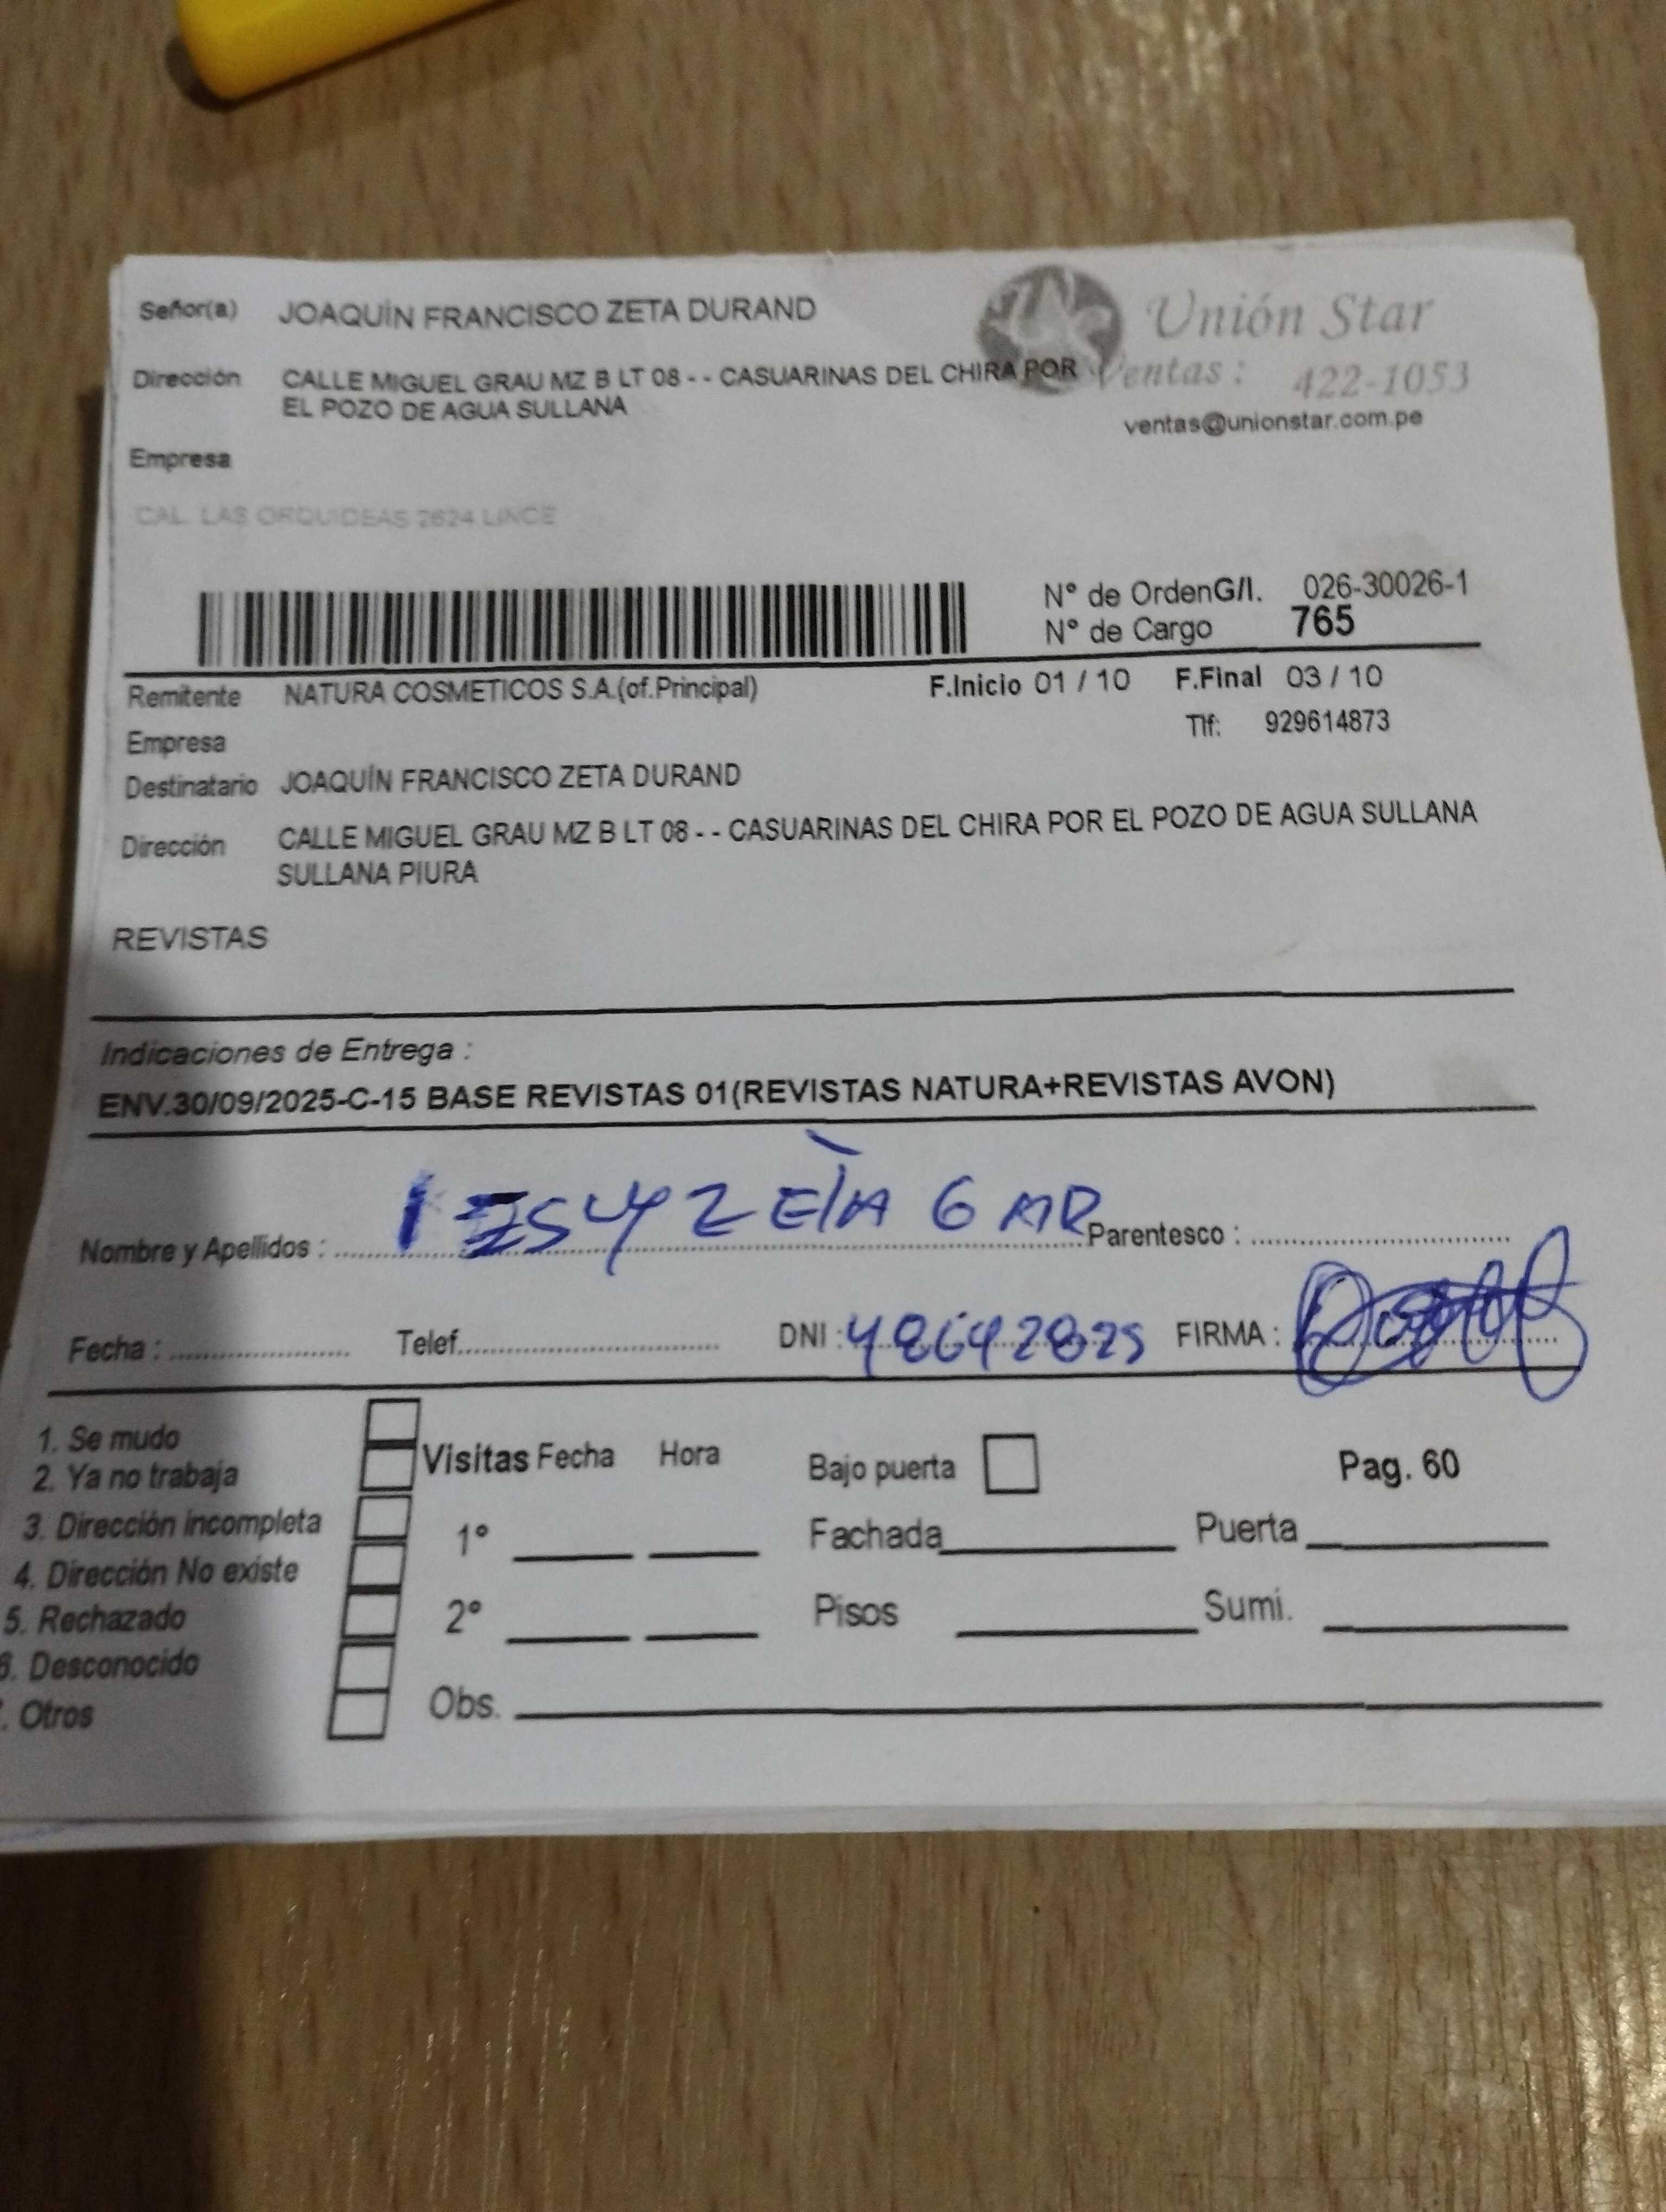 Señor(a) JOAQUÍN FRANCISCO ZETA DURAND
Unión Star
Dirección CALLE MIGUEL GRAU MZ B LT 08 - - CASUARINAS DEL CHIRA POR
EL POZO DE AGUA SULLANA
Ventas : 422-1053
ventas@unionstar.com.pe
Empresa
CAL. LAS ORQUIDEAS 2624 LINCE
N° de OrdenG/I. 026-30026-1
N° de Cargo 765
Remitente NATURA COSMETICOS S.A.(of.Principal) F.Inicio 01 / 10 F.Final 03 / 10
Empresa Tlf: 929614873
Destinatario JOAQUÍN FRANCISCO ZETA DURAND
Dirección CALLE MIGUEL GRAU MZ B LT 08 - - CASUARINAS DEL CHIRA POR EL POZO DE AGUA SULLANA
SULLANA PIURA
REVISTAS
Indicaciones de Entrega :
ENV.30/09/2025-C-15 BASE REVISTAS 01(REVISTAS NATURA+REVISTAS AVON)
Nombre y Apellidos : Parentesco :
Fecha : Telef. DNI : 48642825 FIRMA :
1. Se mudo
2. Ya no trabaja
3. Dirección incompleta
4. Dirección No existe
5. Rechazado
6. Desconocido
. Otros
Visitas Fecha Hora
1°
2°
Bajo puerta Pag. 60
Fachada Puerta
Pisos Sumi.
Obs.